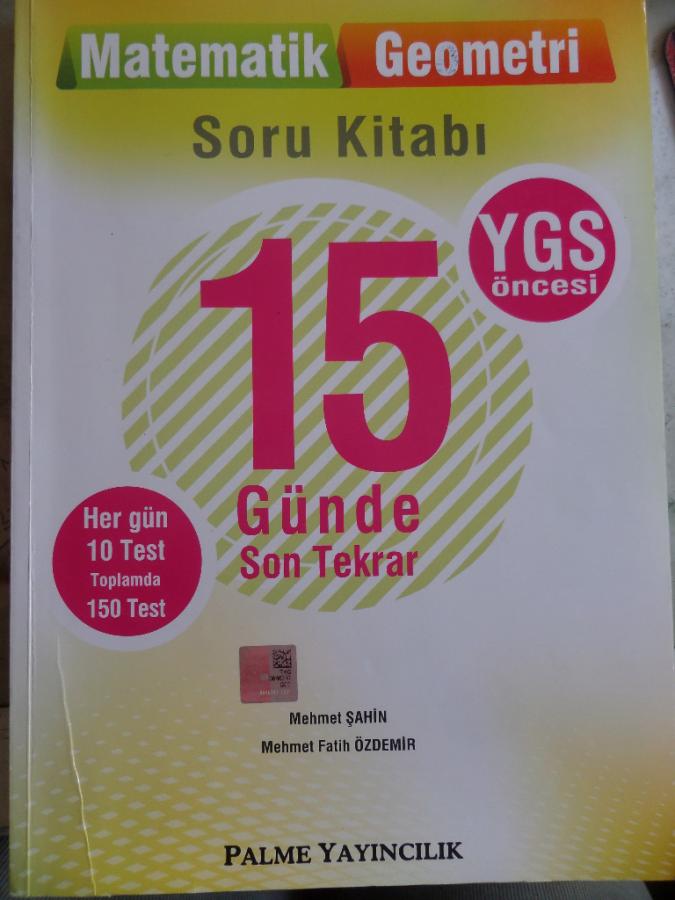 Matematik Geometri
Soru Kitabı
YGS
öncesi
15
Günde
Son Tekrar
Her gün
10 Test
Toplamda
150 Test
Mehmet ŞAHİN
Mehmet Fatih ÖZDEMİR
PALME YAYINCILIK